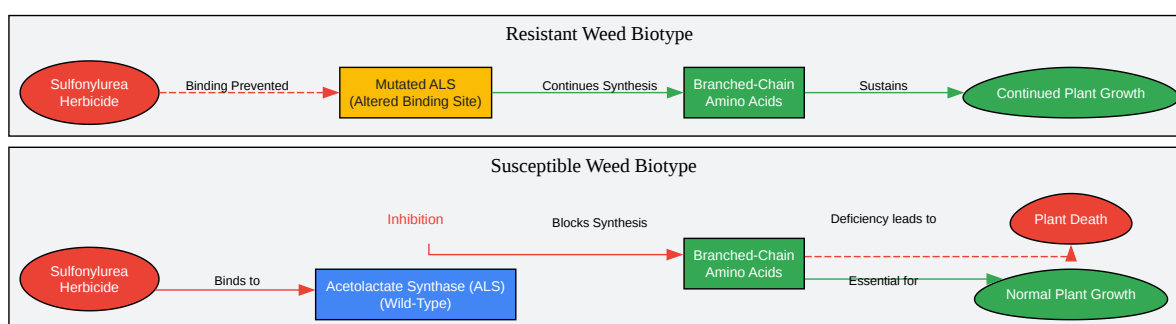 Resistant Weed Biotype
Sulfonylurea
Herbicide
Binding Prevented
Mutated ALS
(Altered Binding Site)
Continues Synthesis
Branched-Chain
Amino Acids
Sustains
Continued Plant Growth
Susceptible Weed Biotype
Sulfonylurea
Herbicide
Binds to
Acetolactate Synthase (ALS)
(Wild-Type)
Inhibition
Blocks Synthesis
Branched-Chain
Amino Acids
Deficiency leads to
Plant Death
Essential for
Normal Plant Growth